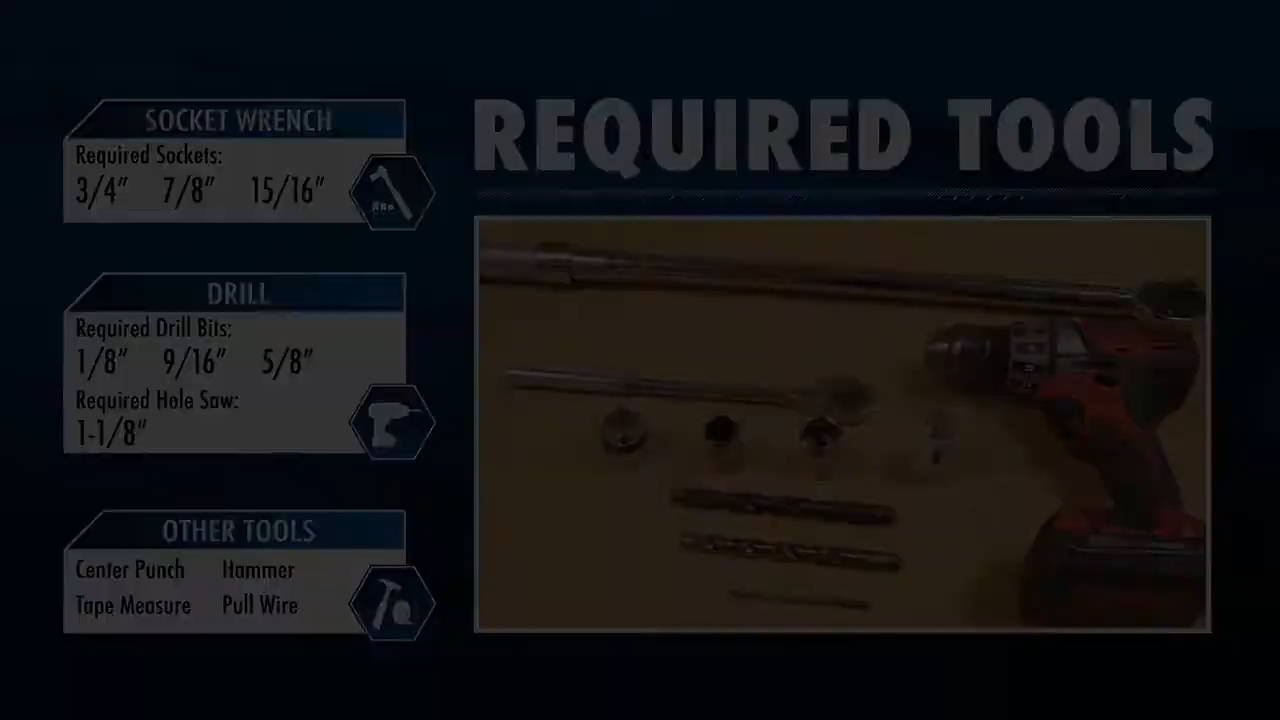 REQUIRED TOOLS
SOCKET WRENCH
Required Sockets:
3/4” 7/8” 15/16”
DRILL
Required Drill Bits:
1/8” 9/16” 5/8”
Required Hole Saw:
1-1/8”
OTHER TOOLS
Center Punch Hammer
Tape Measure Pull Wire